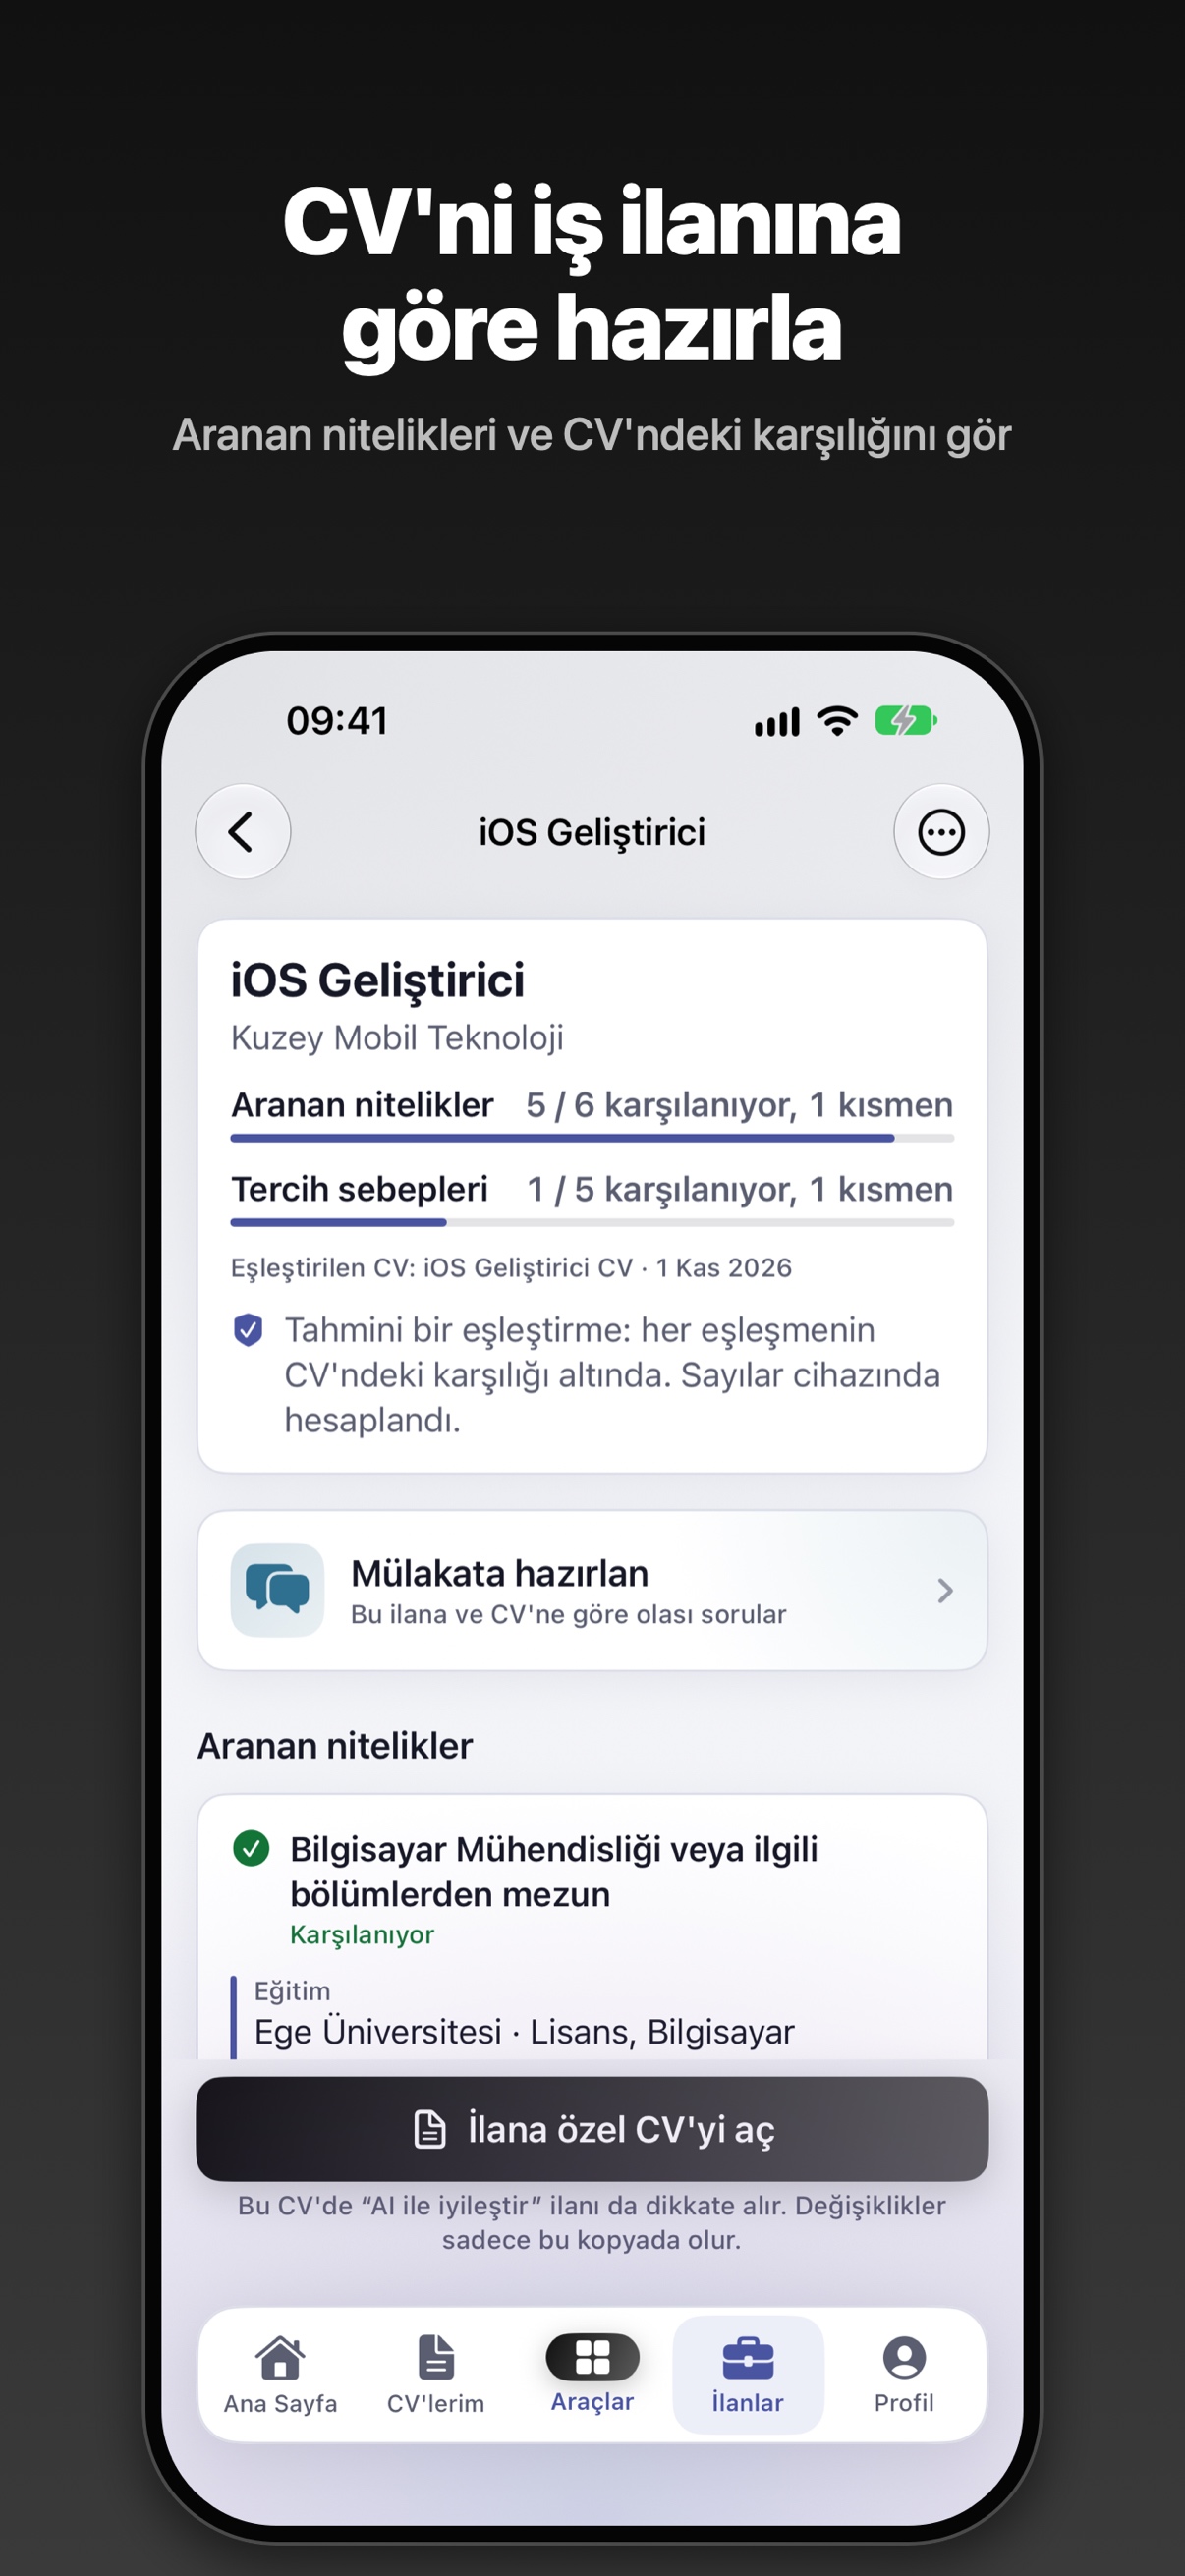 CV'ni iş ilanına
göre hazırla
Aranan nitelikleri ve CV'ndeki karşılığını gör
09:41
iOS Geliştirici
iOS Geliştirici
Kuzey Mobil Teknoloji
Aranan nitelikler 5 / 6 karşılanıyor, 1 kısmen
Tercih sebepleri 1 / 5 karşılanıyor, 1 kısmen
Eşleştirilen CV: iOS Geliştirici CV · 1 Kas 2026
Tahmini bir eşleştirme: her eşleşmenin
CV'ndeki karşılığı altında. Sayılar cihazında
hesaplandı.
Mülakata hazırlan
Bu ilana ve CV'ne göre olası sorular
Aranan nitelikler
Bilgisayar Mühendisliği veya ilgili
bölümlerden mezun
Karşılanıyor
Eğitim
Ege Üniversitesi · Lisans, Bilgisayar
İlana özel CV'yi aç
Bu CV'de “AI ile iyileştir” ilanı da dikkate alır. Değişiklikler
sadece bu kopyada olur.
Ana Sayfa CV'lerim Araçlar İlanlar Profil